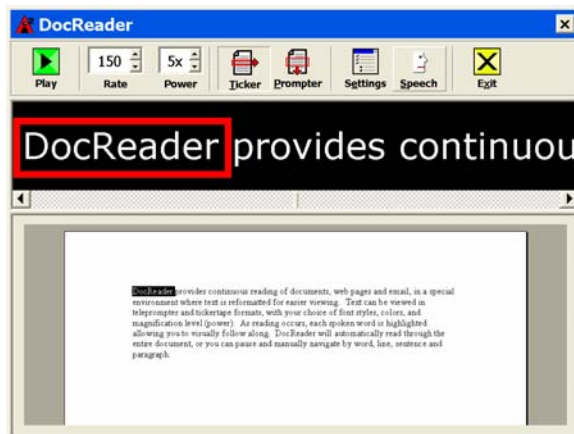 DocReader
150
5x
Play
Rate
Power
Ticker
Prompter
Settings
Speech
Exit
DocReader provides continuou
DocReader provides continuous reading of documents, web pages and email, in a special
environment where text is reformatted for easier viewing. Text can be viewed in
teleprompter and tickertape formats, with your choice of font styles, colors, and
magnification level (power). As reading occurs, each spoken word is highlighted
allowing you to visually follow along. DocReader will automatically read through the
entire document, or you can pause and manually navigate by word, line, sentence and
paragraph.